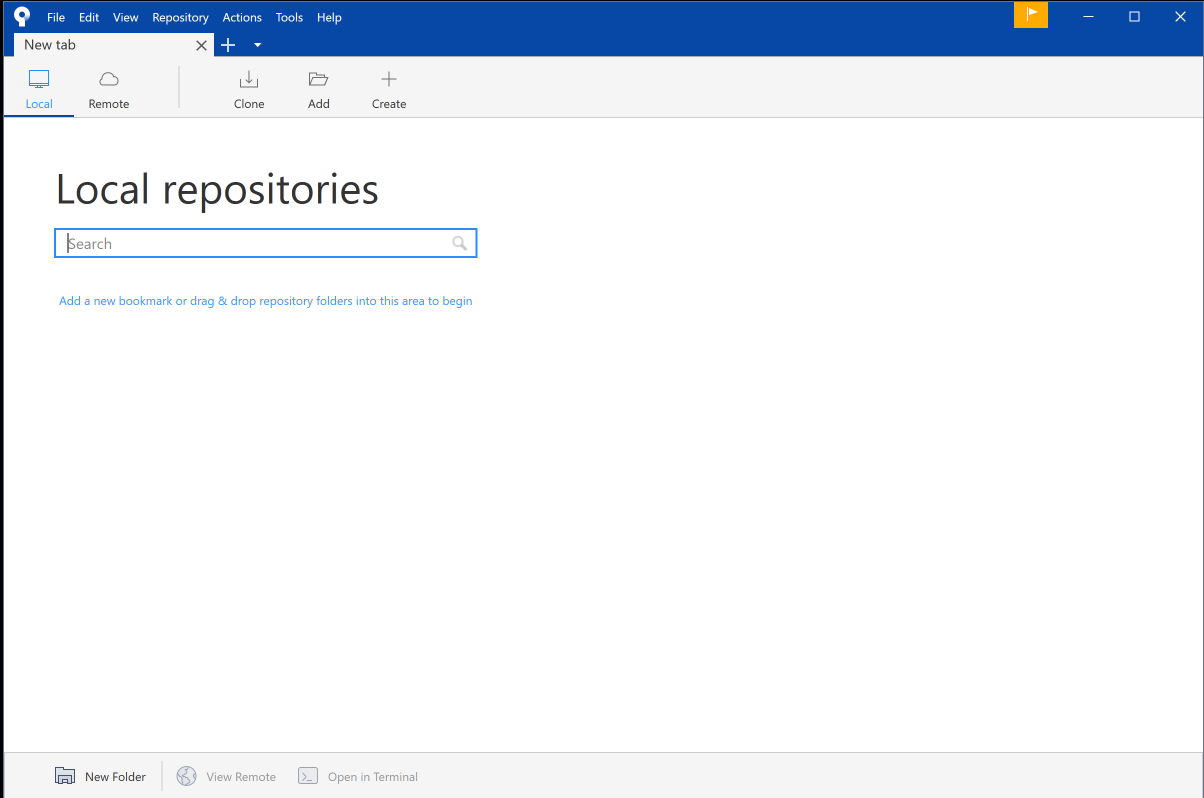 File Edit View Repository Actions Tools Help
New tab
Local Remote Clone Add Create
Local repositories
Search
Add a new bookmark or drag & drop repository folders into this area to begin
New Folder View Remote Open in Terminal